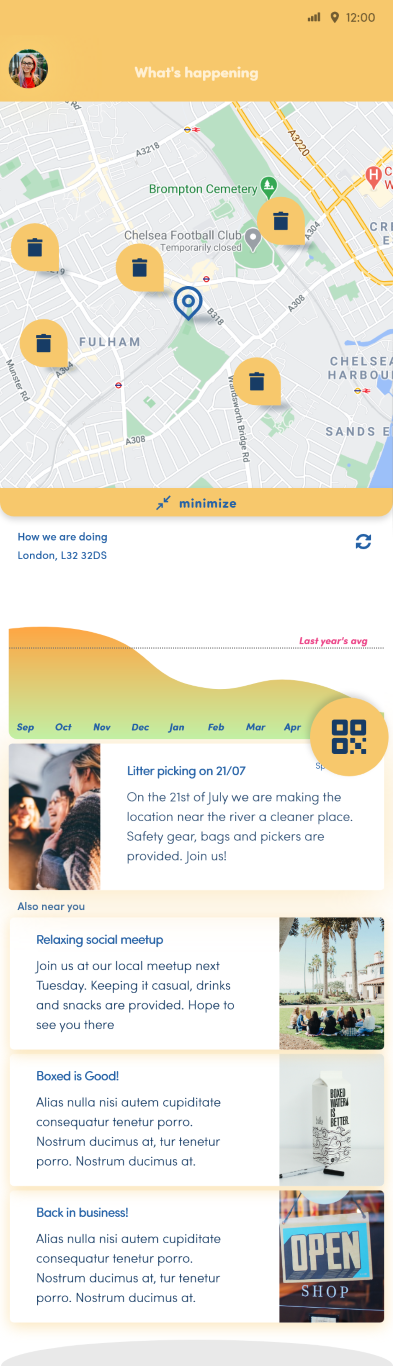 12:00
What's happening
A3218
A3220
Brompton Cemetery
Chelsea Football Club
Temporarily closed
A304
A308
B318
FULHAM
A304
Munster Rd
Wandsworth Bridge Rd
A308
CHELSEA
HARBOU
SANDS E
minimize
How we are doing
London, L32 32DS
Last year's avg
Sep Oct Nov Dec Jan Feb Mar Apr
Sp
Litter picking on 21/07
On the 21st of July we are making the
location near the river a cleaner place.
Safety gear, bags and pickers are
provided. Join us!
Also near you
Relaxing social meetup
Join us at our local meetup next
Tuesday. Keeping it casual, drinks
and snacks are provided. Hope to
see you there
Boxed is Good!
Alias nulla nisi autem cupiditate
consequatur tenetur porro.
Nostrum ducimus at, tur tenetur
porro. Nostrum ducimus at.
BOXED
WATER
IS
BETTER.
Back in business!
Alias nulla nisi autem cupiditate
consequatur tenetur porro.
Nostrum ducimus at, tur tenetur
porro. Nostrum ducimus at.
OPEN
SHOP